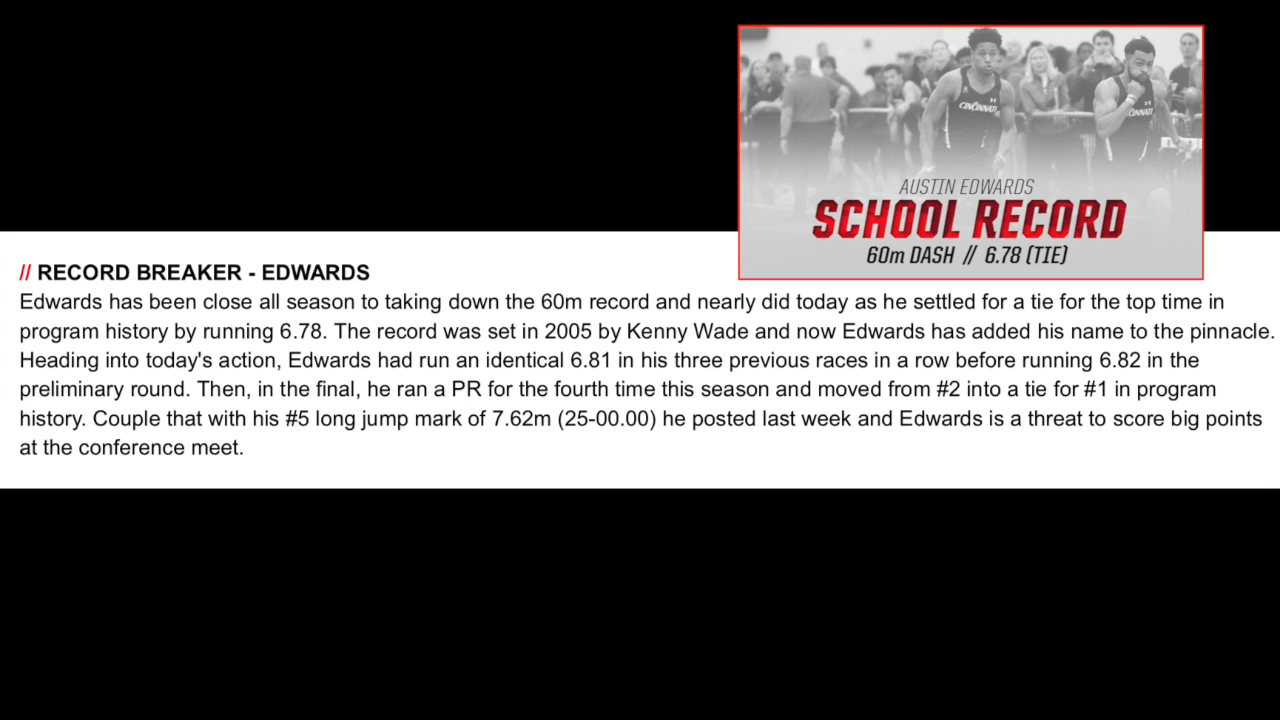 CINCINNATI
CINNATI
AUSTIN EDWARDS
SCHOOL RECORD
60m DASH // 6.78 (TIE)
// RECORD BREAKER - EDWARDS
Edwards has been close all season to taking down the 60m record and nearly did today as he settled for a tie for the top time in
program history by running 6.78. The record was set in 2005 by Kenny Wade and now Edwards has added his name to the pinnacle.
Heading into today's action, Edwards had run an identical 6.81 in his three previous races in a row before running 6.82 in the
preliminary round. Then, in the final, he ran a PR for the fourth time this season and moved from #2 into a tie for #1 in program
history. Couple that with his #5 long jump mark of 7.62m (25-00.00) he posted last week and Edwards is a threat to score big points
at the conference meet.